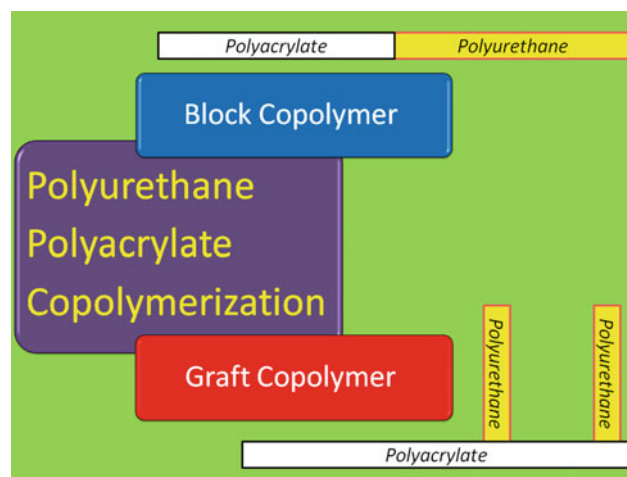 Polyacrylate Polyurethane
Block Copolymer
Polyurethane
Polyacrylate
Copolymerization
Graft Copolymer
Polyurethane
Polyurethane
Polyacrylate